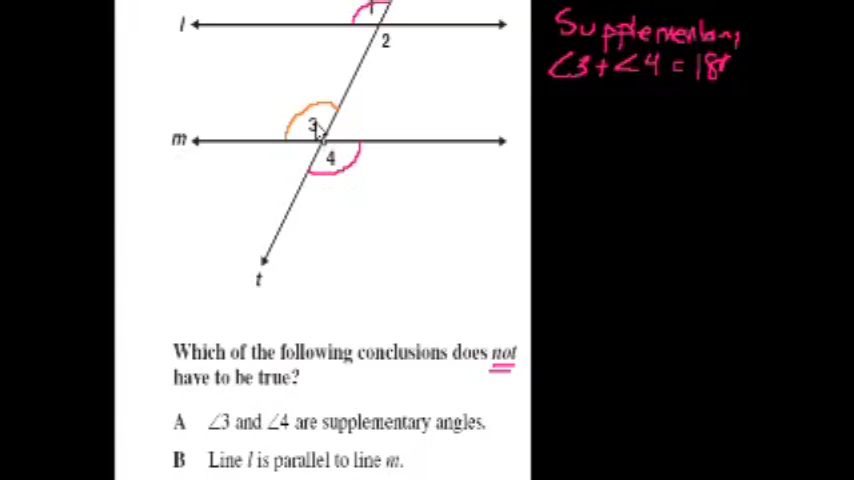 1
l
2
Supplementary
∠3 + ∠4 = 180
3
m
4
t
Which of the following conclusions does not
have to be true?
A ∠3 and ∠4 are supplementary angles.
B Line l is parallel to line m.